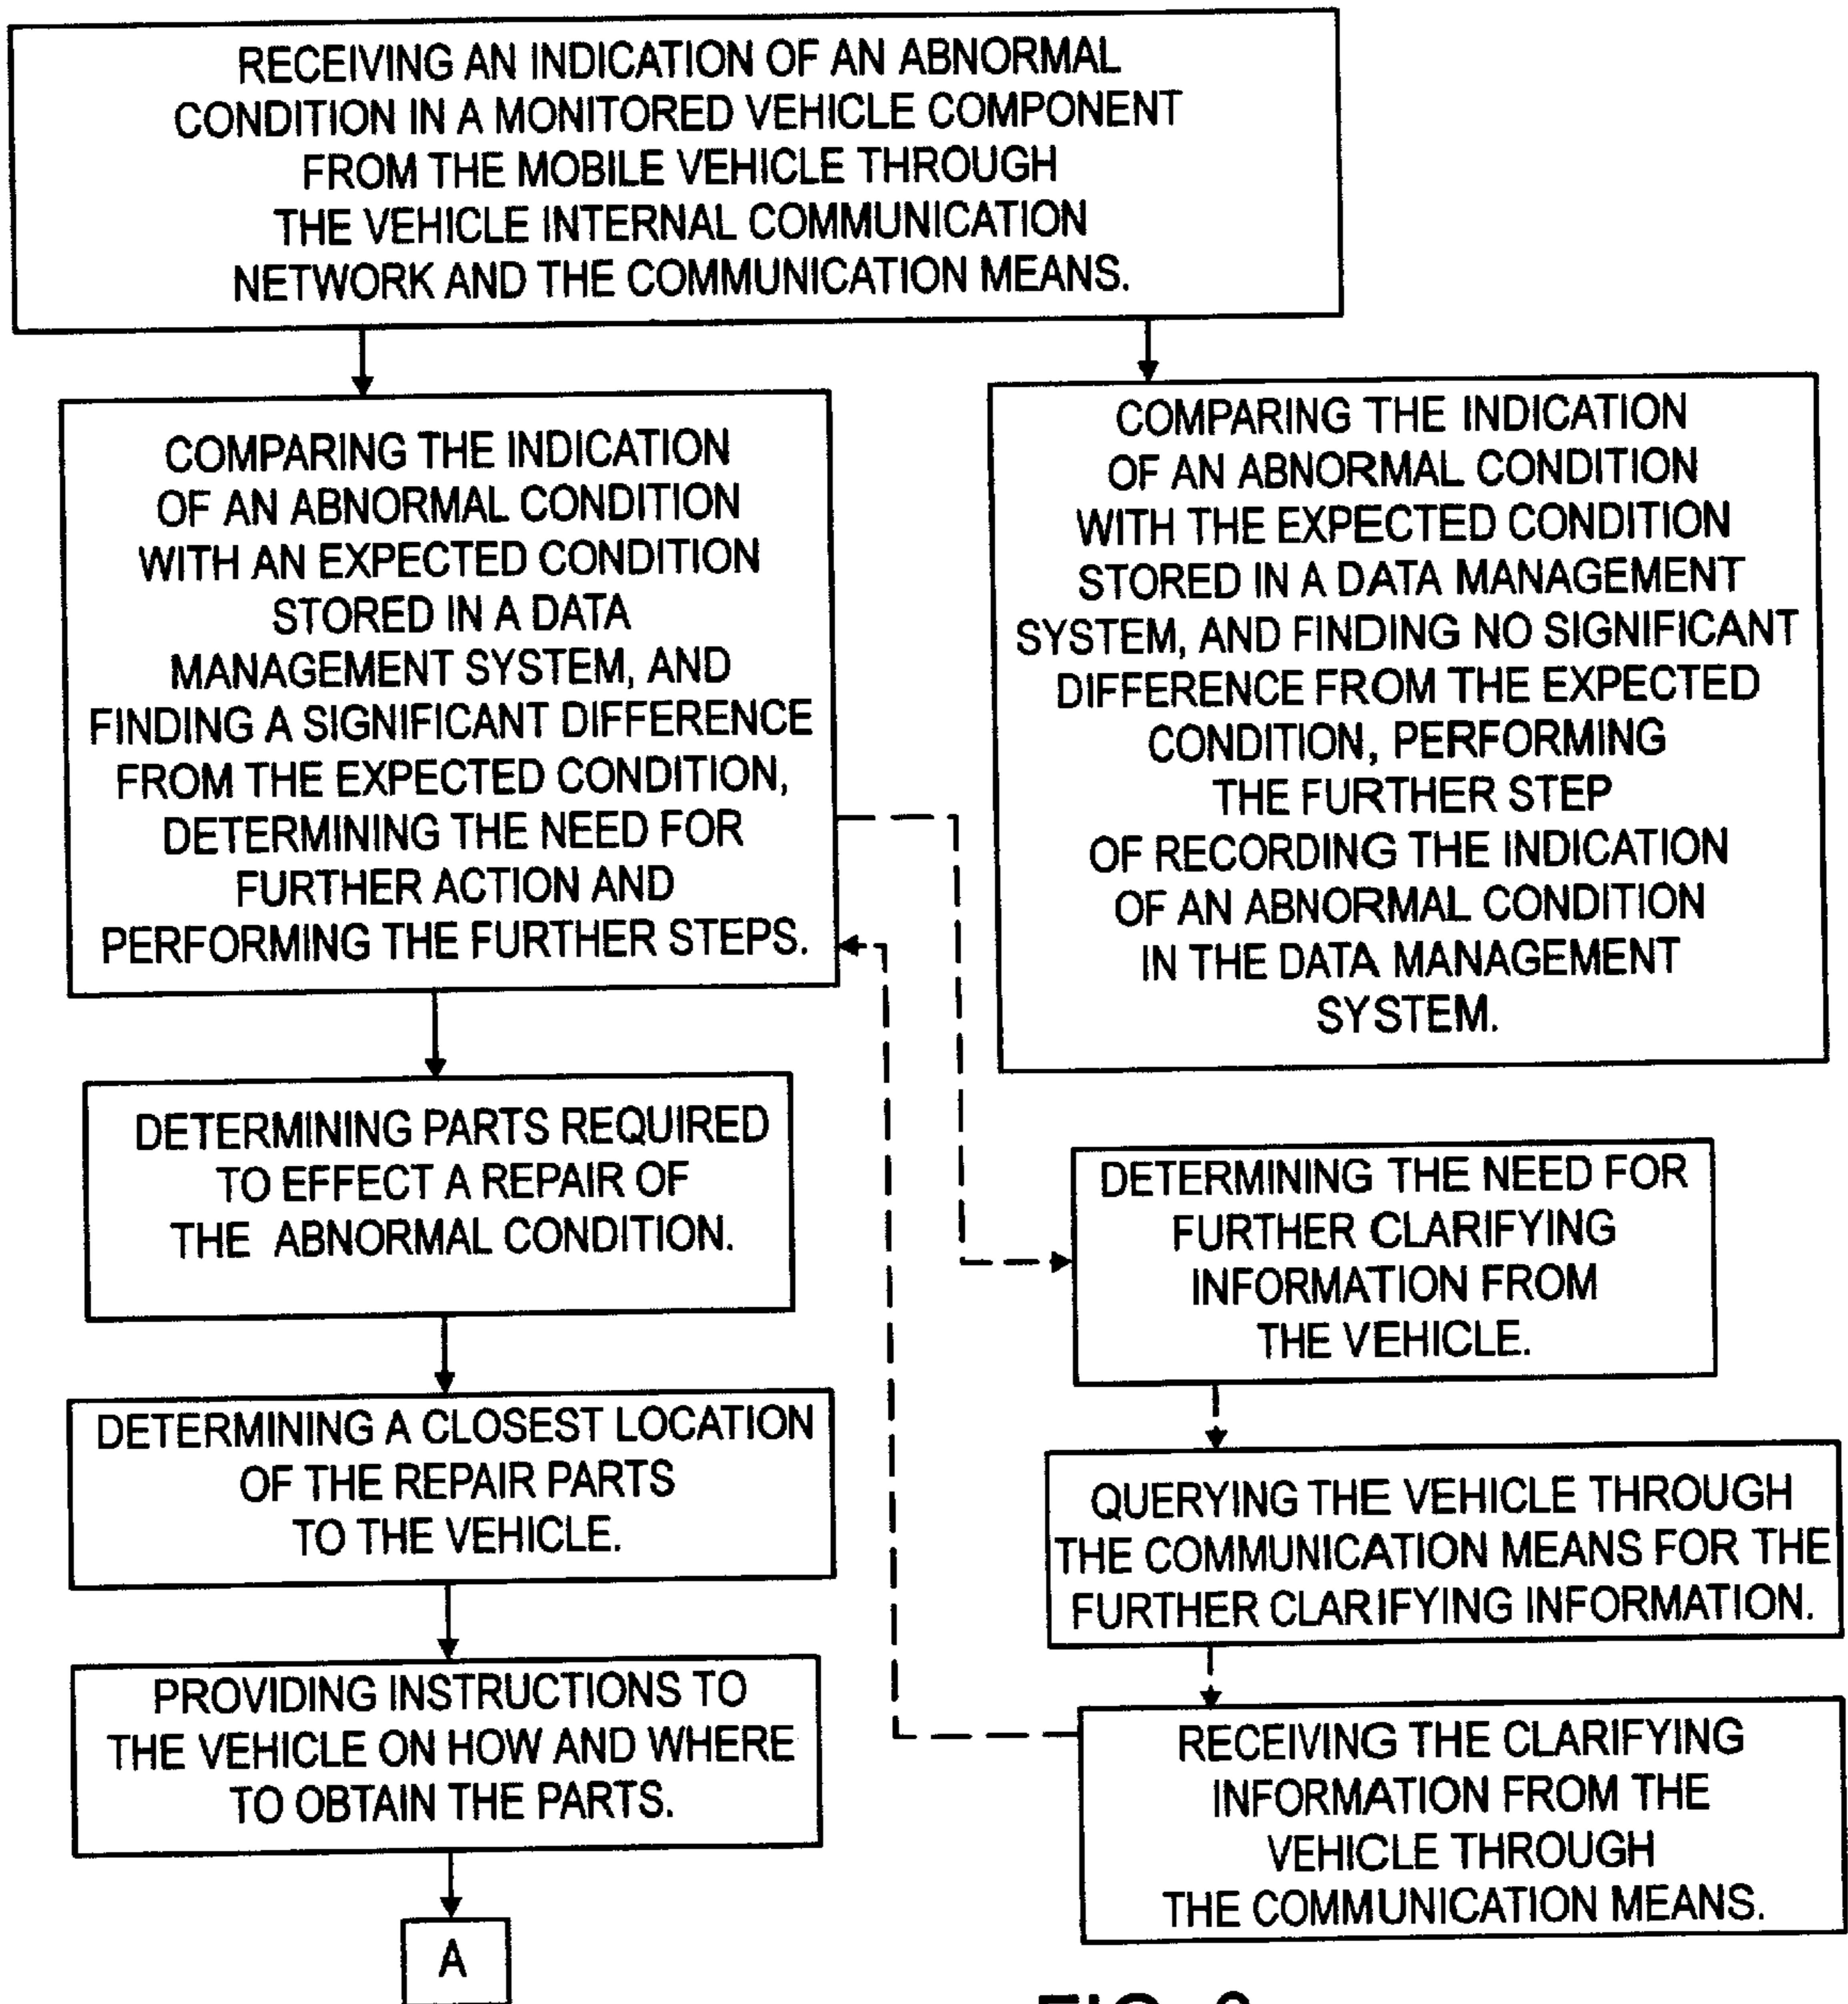 RECEIVING AN INDICATION OF AN ABNORMAL
CONDITION IN A MONITORED VEHICLE COMPONENT
FROM THE MOBILE VEHICLE THROUGH
THE VEHICLE INTERNAL COMMUNICATION
NETWORK AND THE COMMUNICATION MEANS.
COMPARING THE INDICATION
OF AN ABNORMAL CONDITION
WITH AN EXPECTED CONDITION
STORED IN A DATA
MANAGEMENT SYSTEM, AND
FINDING A SIGNIFICANT DIFFERENCE
FROM THE EXPECTED CONDITION,
DETERMINING THE NEED FOR
FURTHER ACTION AND
PERFORMING THE FURTHER STEPS.
COMPARING THE INDICATION
OF AN ABNORMAL CONDITION
WITH THE EXPECTED CONDITION
STORED IN A DATA MANAGEMENT
SYSTEM, AND FINDING NO SIGNIFICANT
DIFFERENCE FROM THE EXPECTED
CONDITION, PERFORMING
THE FURTHER STEP
OF RECORDING THE INDICATION
OF AN ABNORMAL CONDITION
IN THE DATA MANAGEMENT
SYSTEM.
DETERMINING PARTS REQUIRED
TO EFFECT A REPAIR OF
THE ABNORMAL CONDITION.
DETERMINING A CLOSEST LOCATION
OF THE REPAIR PARTS
TO THE VEHICLE.
PROVIDING INSTRUCTIONS TO
THE VEHICLE ON HOW AND WHERE
TO OBTAIN THE PARTS.
A
DETERMINING THE NEED FOR
FURTHER CLARIFYING
INFORMATION FROM
THE VEHICLE.
QUERYING THE VEHICLE THROUGH
THE COMMUNICATION MEANS FOR THE
FURTHER CLARIFYING INFORMATION.
RECEIVING THE CLARIFYING
INFORMATION FROM THE
VEHICLE THROUGH
THE COMMUNICATION MEANS.
FIG.